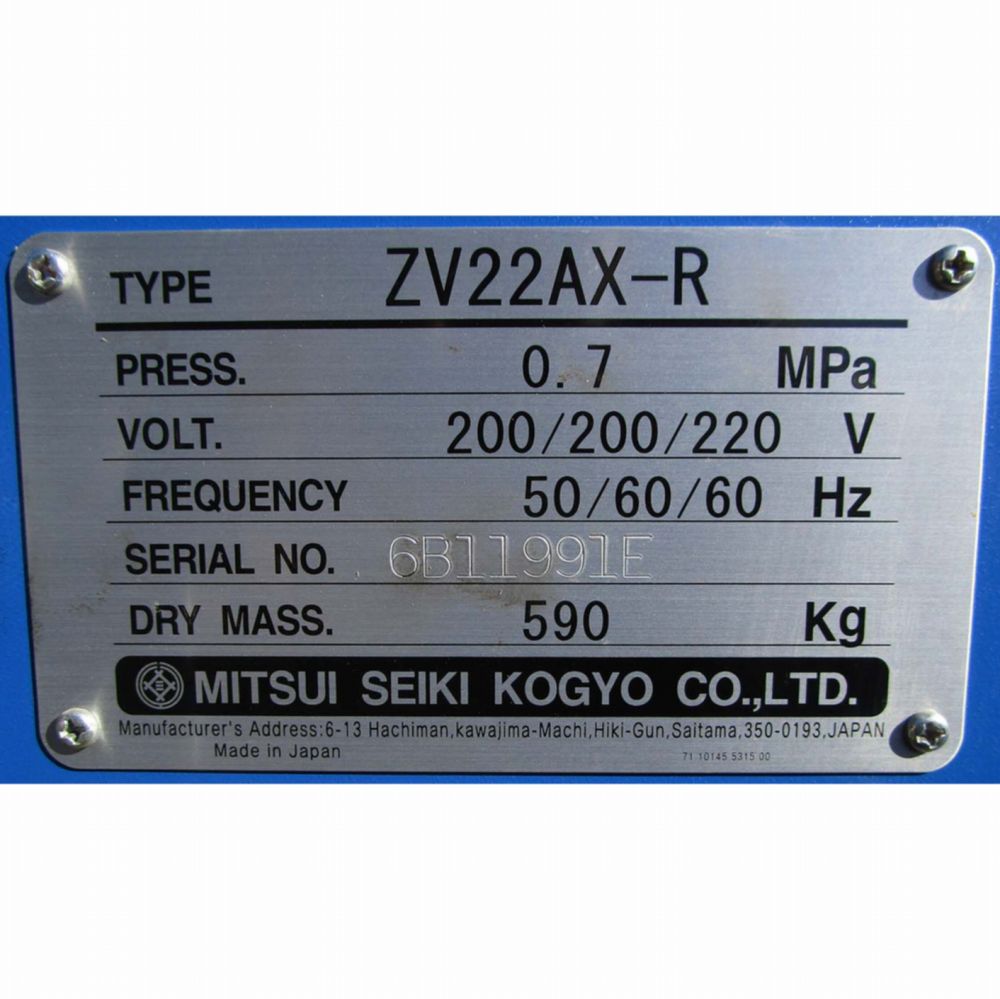 TYPE ZV22AX-R
PRESS. 0.7 MPa
VOLT. 200/200/220 V
FREQUENCY 50/60/60 Hz
SERIAL NO. 6B11991E
DRY MASS. 590 Kg
MITSUI SEIKI KOGYO CO.,LTD.
Manufacturer's Address:6-13 Hachiman,kawajima-Machi,Hiki-Gun,Saitama,350-0193,JAPAN
Made in Japan 71 10145 5315 00